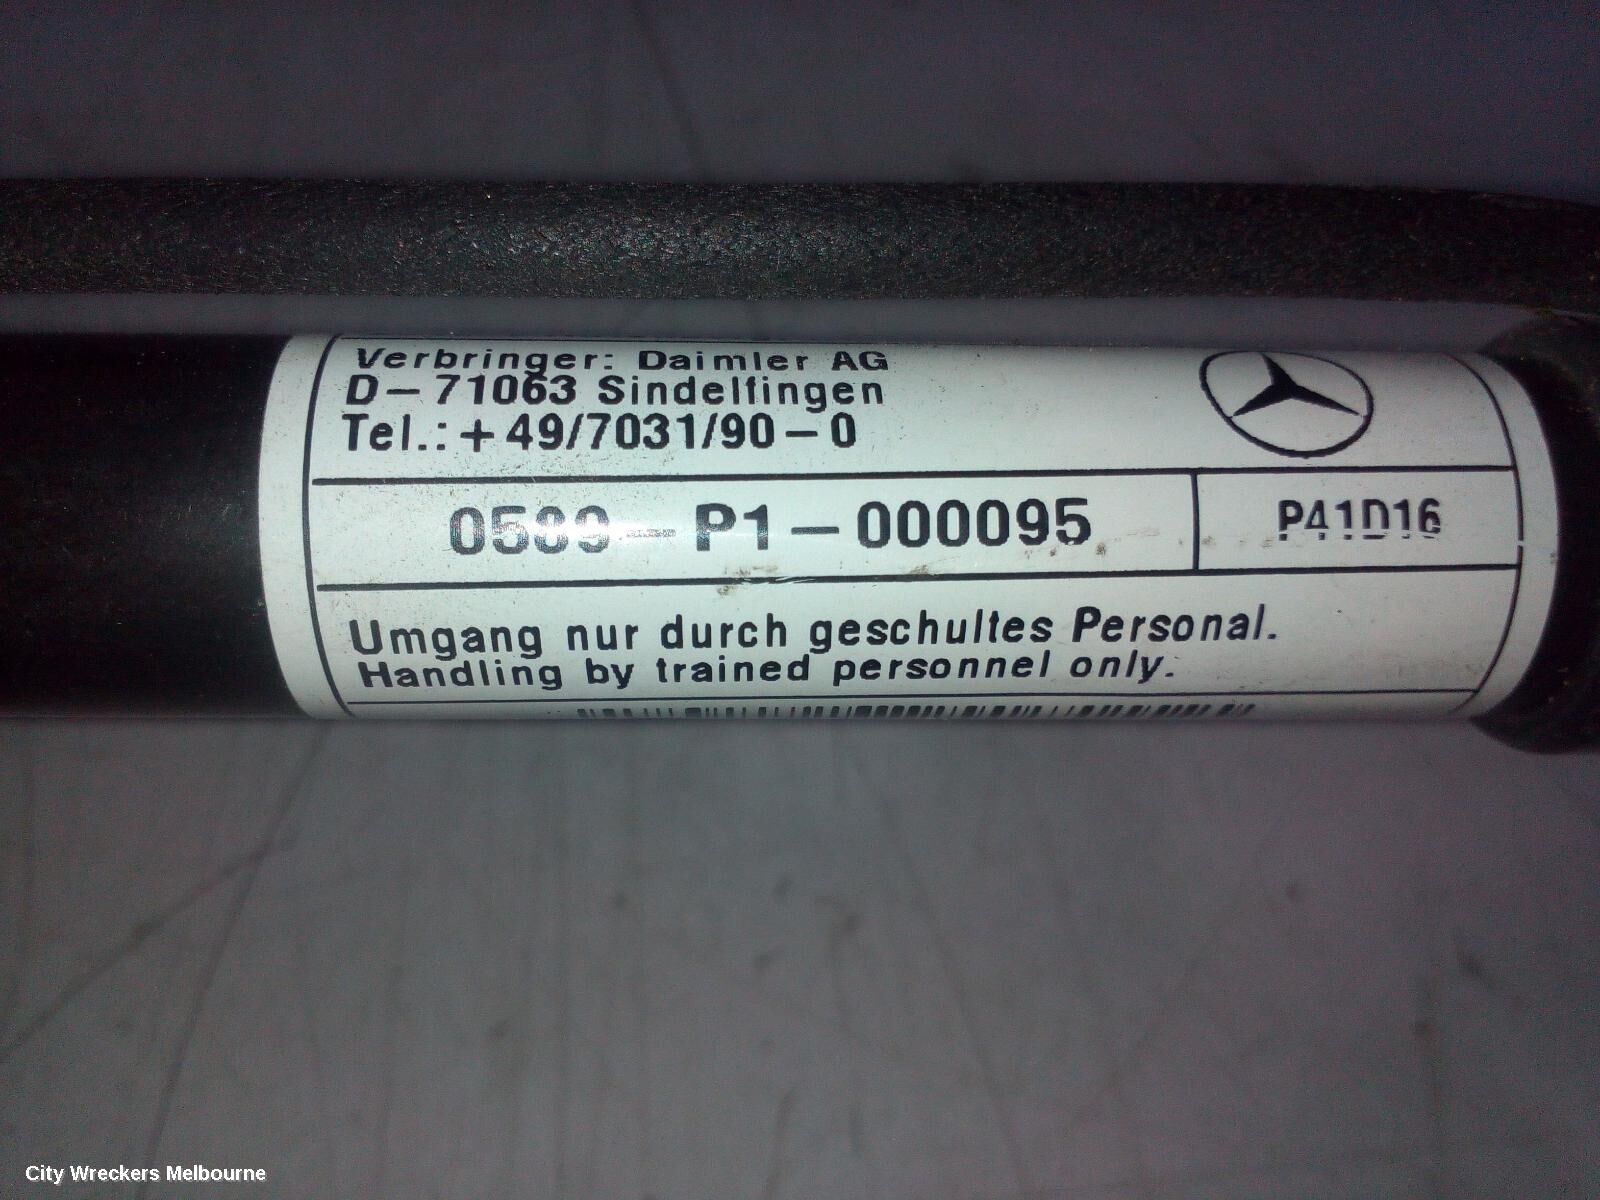 Verbringer: Daimler AG
D-71063 Sindelfingen
Tel.: +49/7031/90-0
0589-P1-000095
P41D16
Umgang nur durch geschultes Personal.
Handling by trained personnel only.
City Wreckers Melbourne